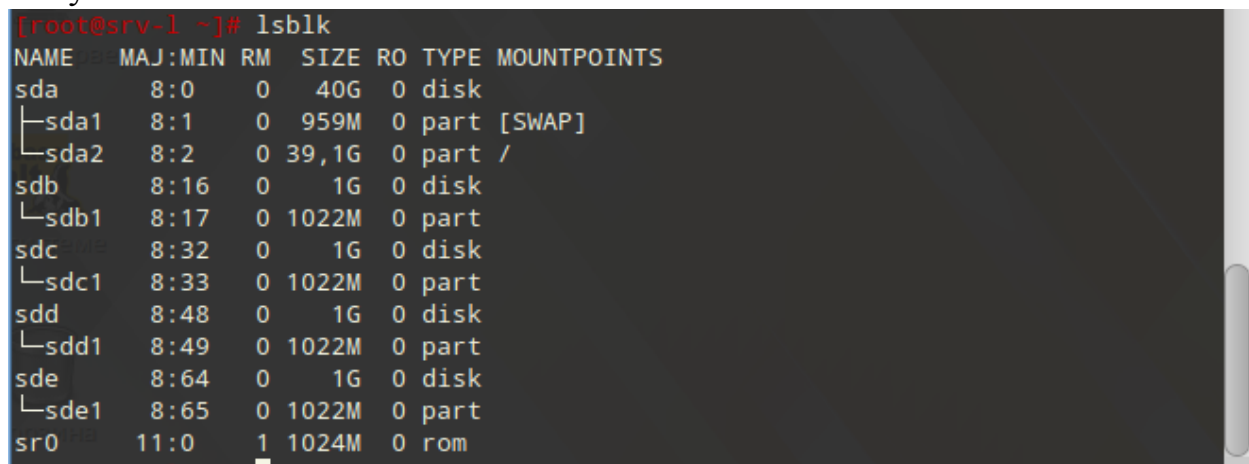 [root@srv-l ~]# lsblk
NAME MAJ:MIN RM SIZE RO TYPE MOUNTPOINTS
sda 8:0 0 40G 0 disk
├─sda1 8:1 0 959M 0 part [SWAP]
└─sda2 8:2 0 39,1G 0 part /
sdb 8:16 0 1G 0 disk
└─sdb1 8:17 0 1022M 0 part
sdc 8:32 0 1G 0 disk
└─sdc1 8:33 0 1022M 0 part
sdd 8:48 0 1G 0 disk
└─sdd1 8:49 0 1022M 0 part
sde 8:64 0 1G 0 disk
└─sde1 8:65 0 1022M 0 part
sr0 11:0 1 1024M 0 rom